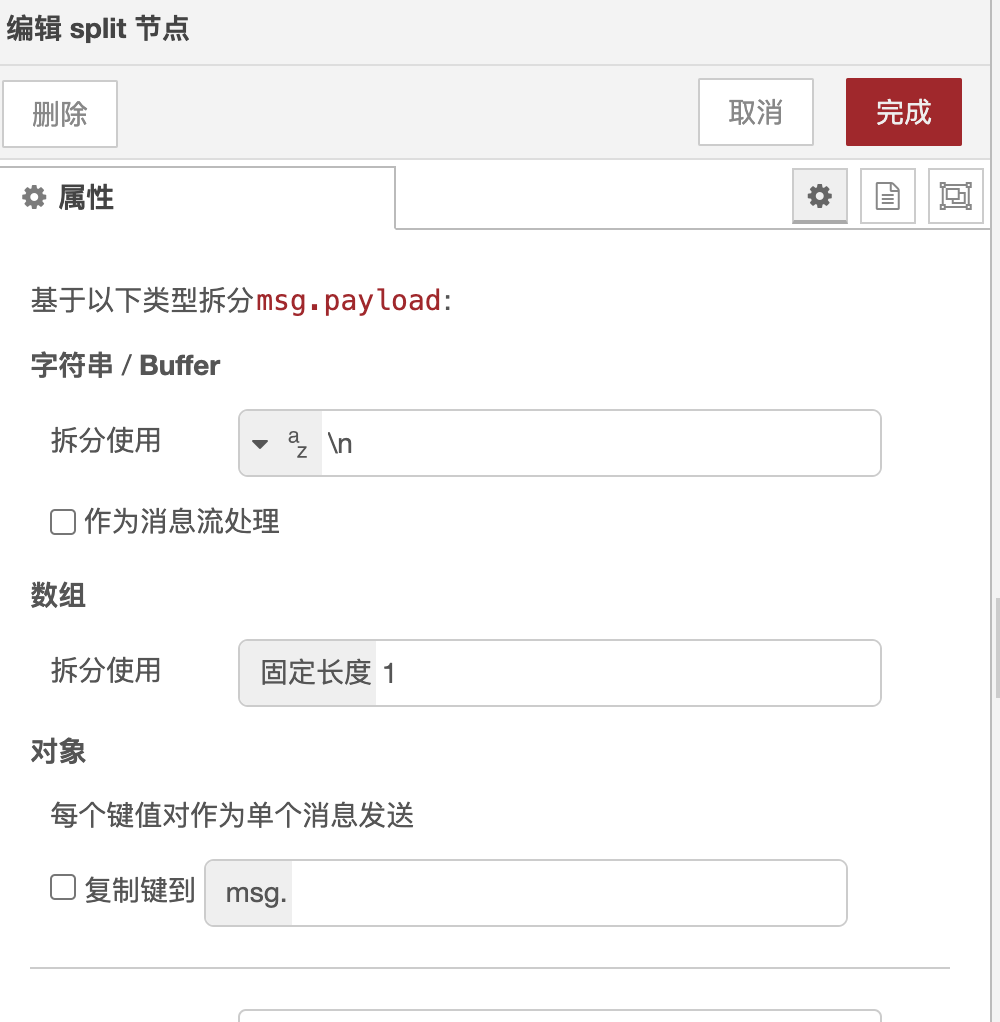 编辑 split 节点
删除
取消
完成
属性
基于以下类型拆分msg.payload:
字符串 / Buffer
拆分使用
az
\n
作为消息流处理
数组
拆分使用
固定长度 1
对象
每个键值对作为单个消息发送
复制键到 msg.